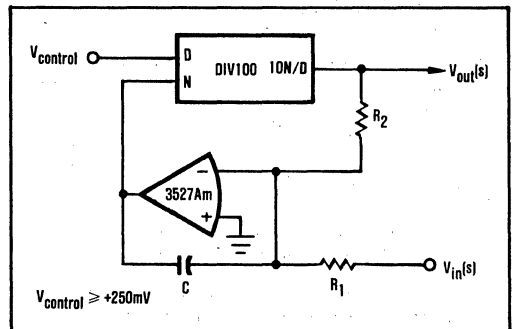 Vcontrol
D
N
DIV100
10N/D
Vout(s)
R2
3527Am
−
+
C
R1
Vin(s)
Vcontrol ≥ +250mV